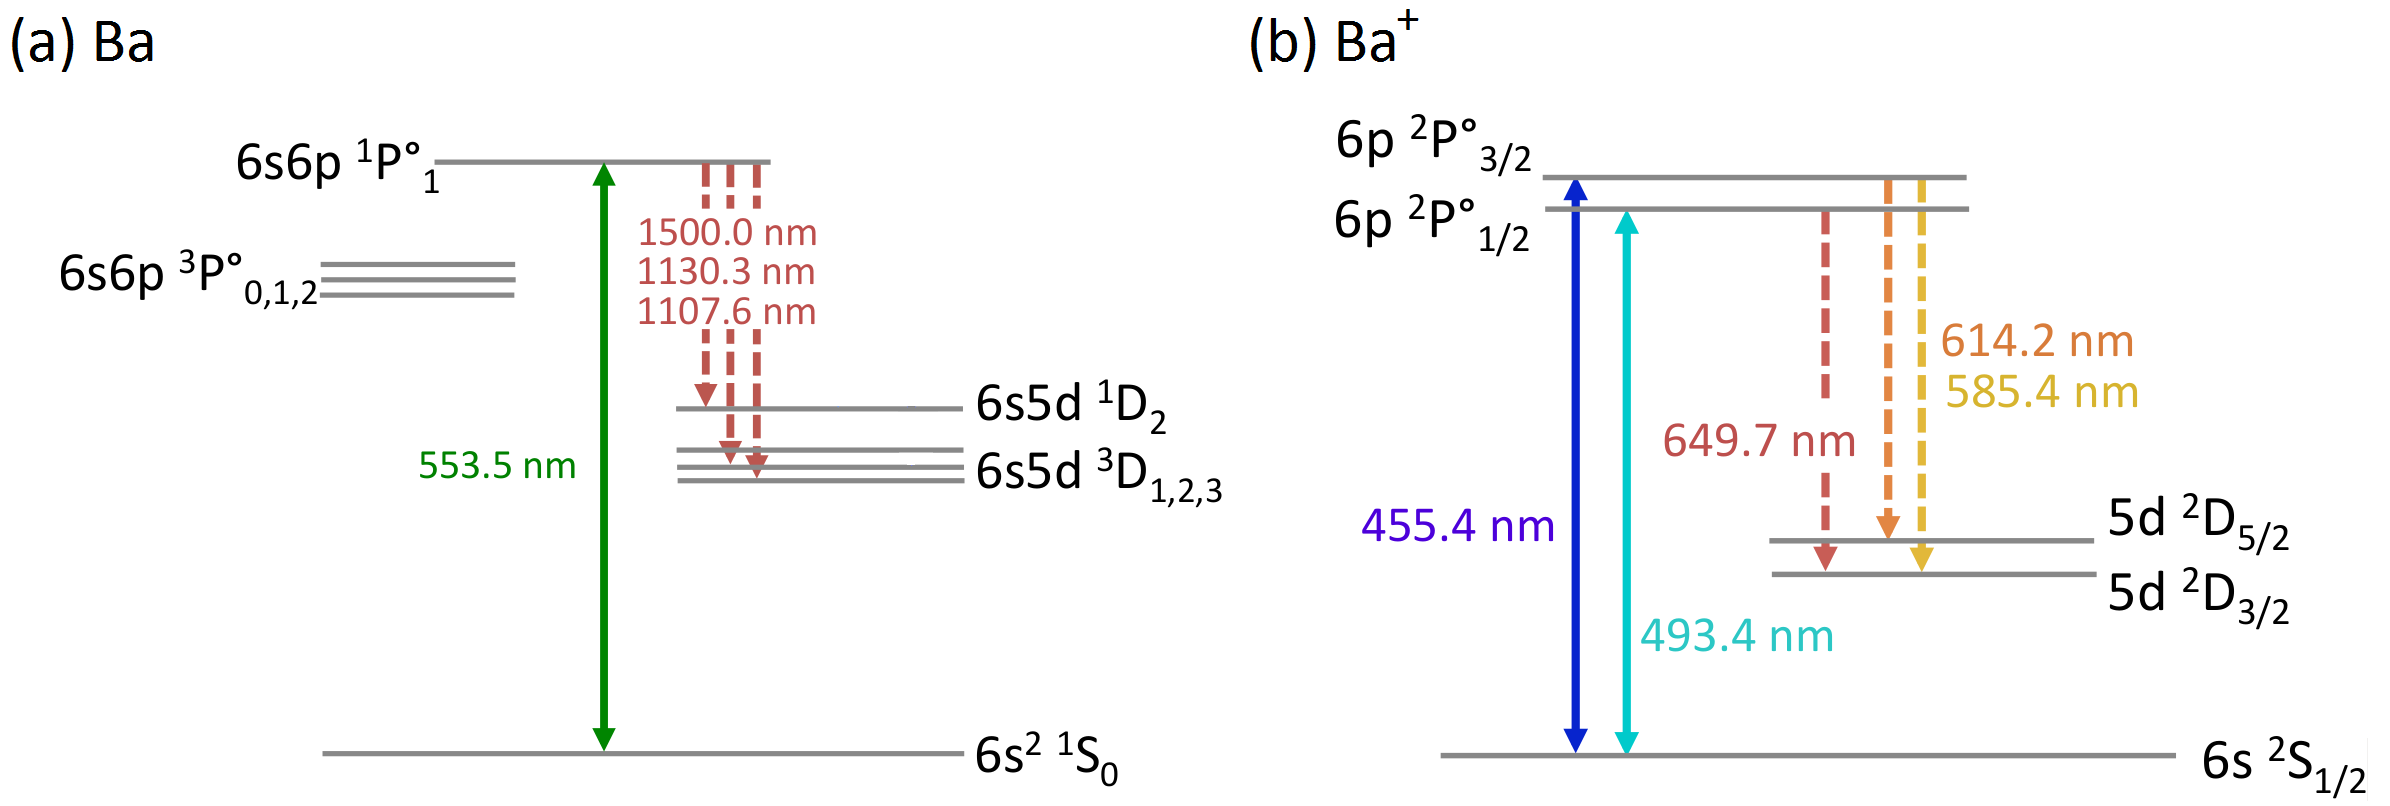 (a) Ba
6s6p ¹P°₁
6s6p ³P°₀,₁,₂
1500.0 nm
1130.3 nm
1107.6 nm
553.5 nm
6s5d ¹D₂
6s5d ³D₁,₂,₃
6s² ¹S₀
(b) Ba⁺
6p ²P°₃/₂
6p ²P°₁/₂
614.2 nm
585.4 nm
649.7 nm
455.4 nm
493.4 nm
5d ²D₅/₂
5d ²D₃/₂
6s ²S₁/₂